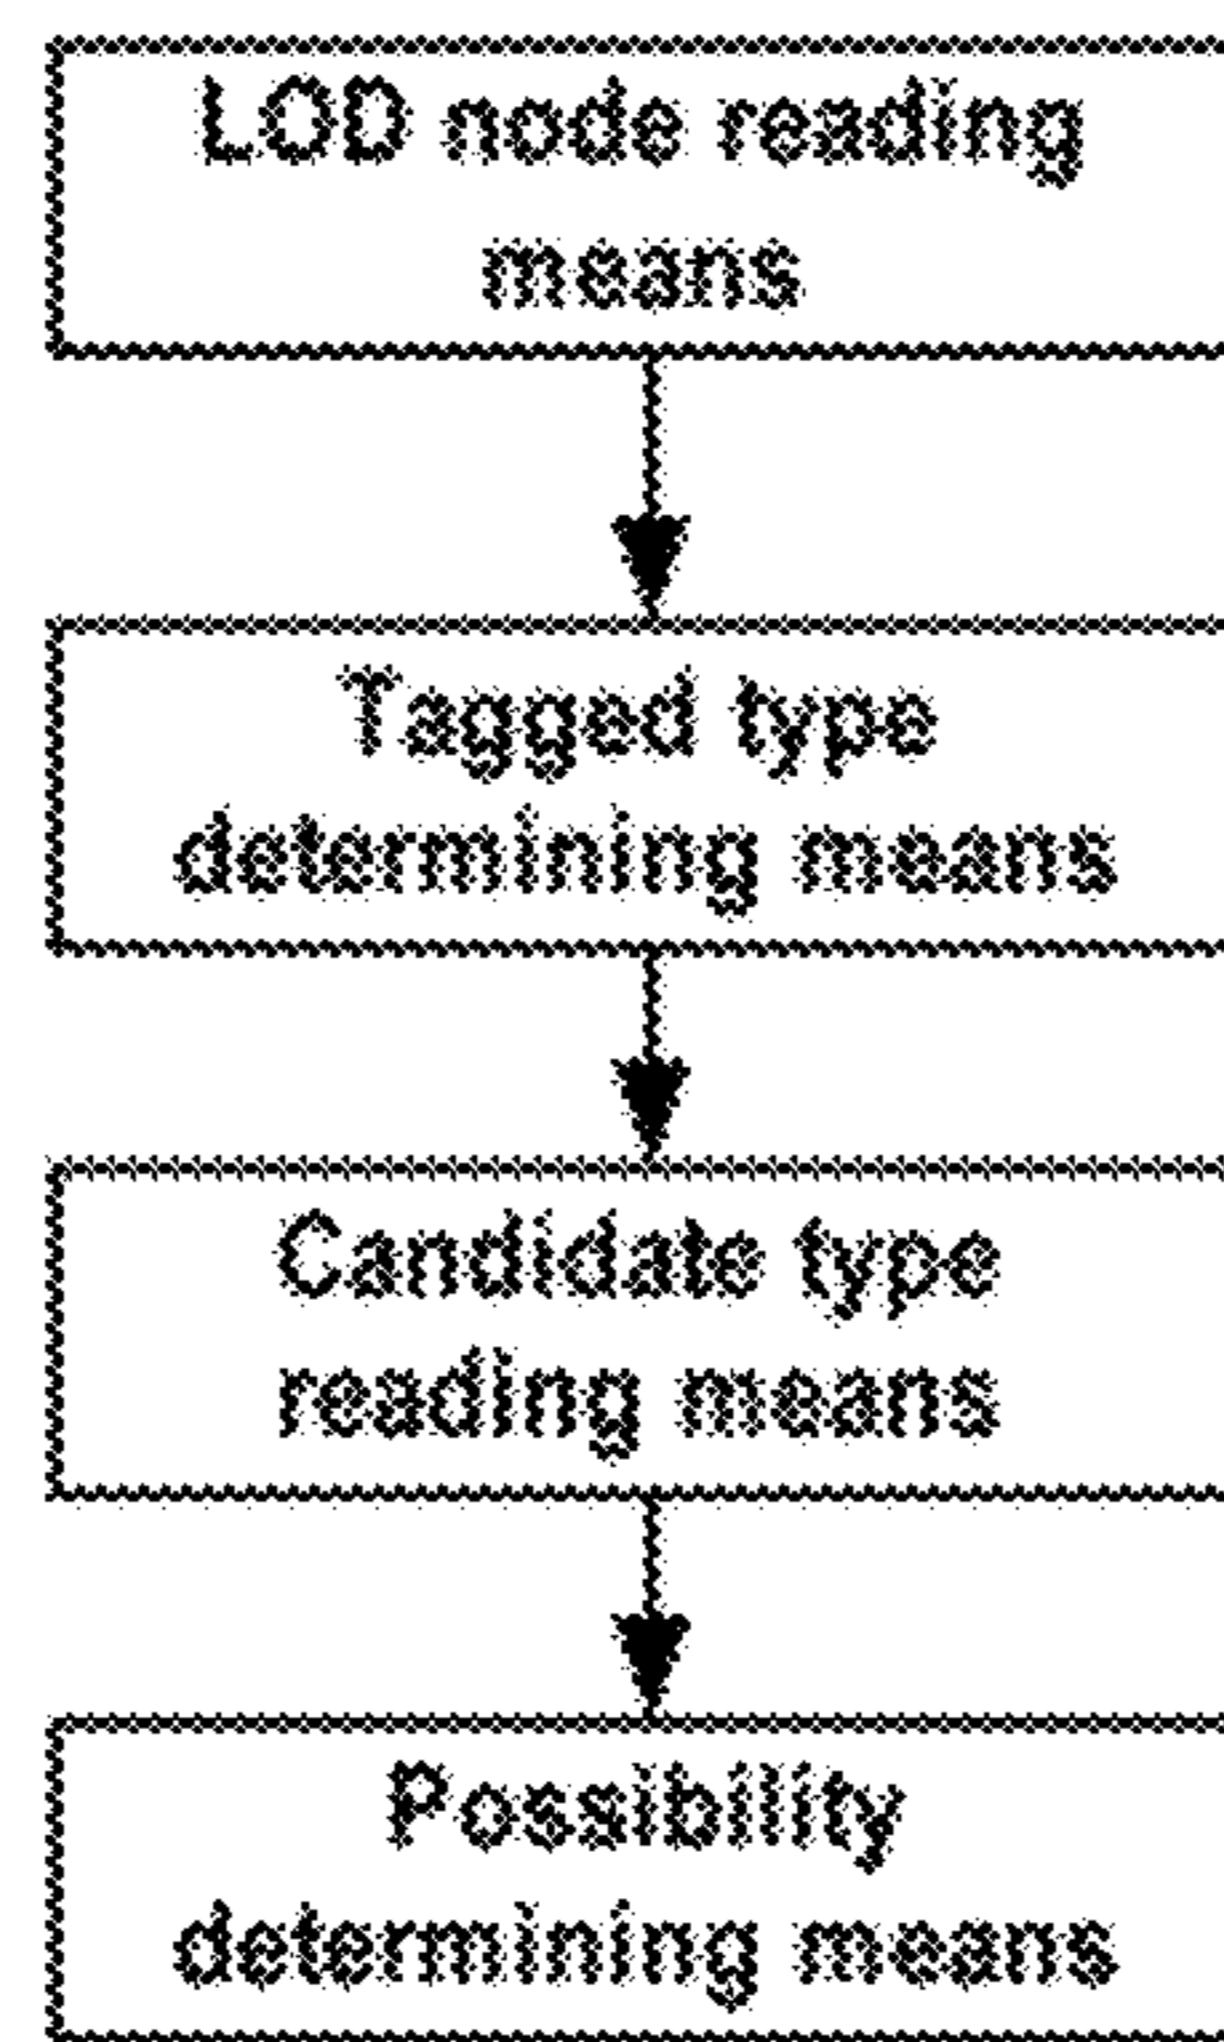 LOD node reading
means
Tagged type
determining means
Candidate type
reading means
Possibility
determining means